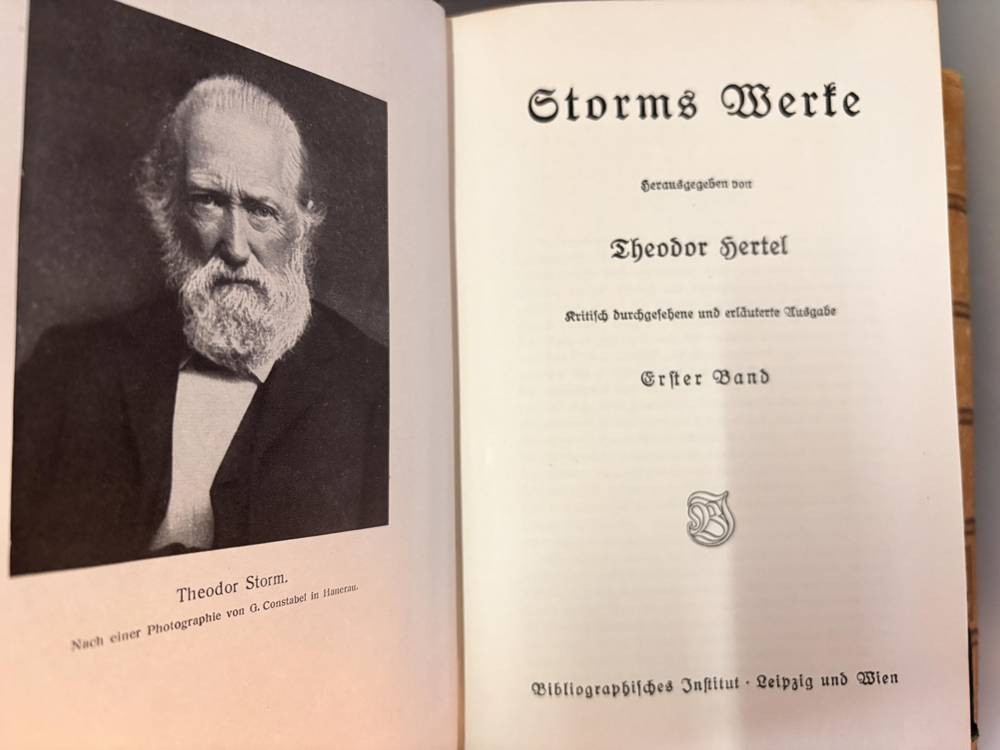 Theodor Storm.
Nach einer Photographie von G. Constabel in Hanerau.
Storms Werke
Herausgegeben von
Theodor Hertel
Kritisch durchgesehene und erläuterte Ausgabe
Erster Band
Bibliographisches Institut · Leipzig und Wien